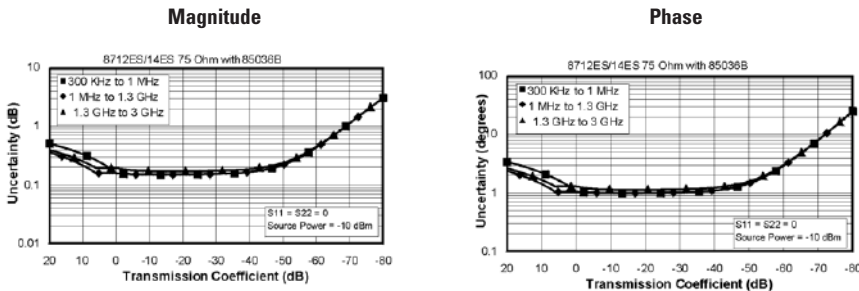 Magnitude
8712ES/14ES 75 Ohm with 85036B
10
1
0.1
0.01
Uncertainty (dB)
300 KHz to 1 MHz
1 MHz to 1.3 GHz
1.3 GHz to 3 GHz
S11 = S22 = 0
Source Power = -10 dBm
20 10 0 -10 -20 -30 -40 -50 -60 -70 -80
Transmission Coefficient (dB)
Phase
8712ES/14ES 75 Ohm with 85036B
100
10
1
0.1
Uncertainty (degrees)
300 KHz to 1 MHz
1 MHz to 1.3 GHz
1.3 GHz to 3 GHz
S11 = S22 = 0
Source Power = -10 dBm
20 10 0 -10 -20 -30 -40 -50 -60 -70 -80
Transmission Coefficient (dB)